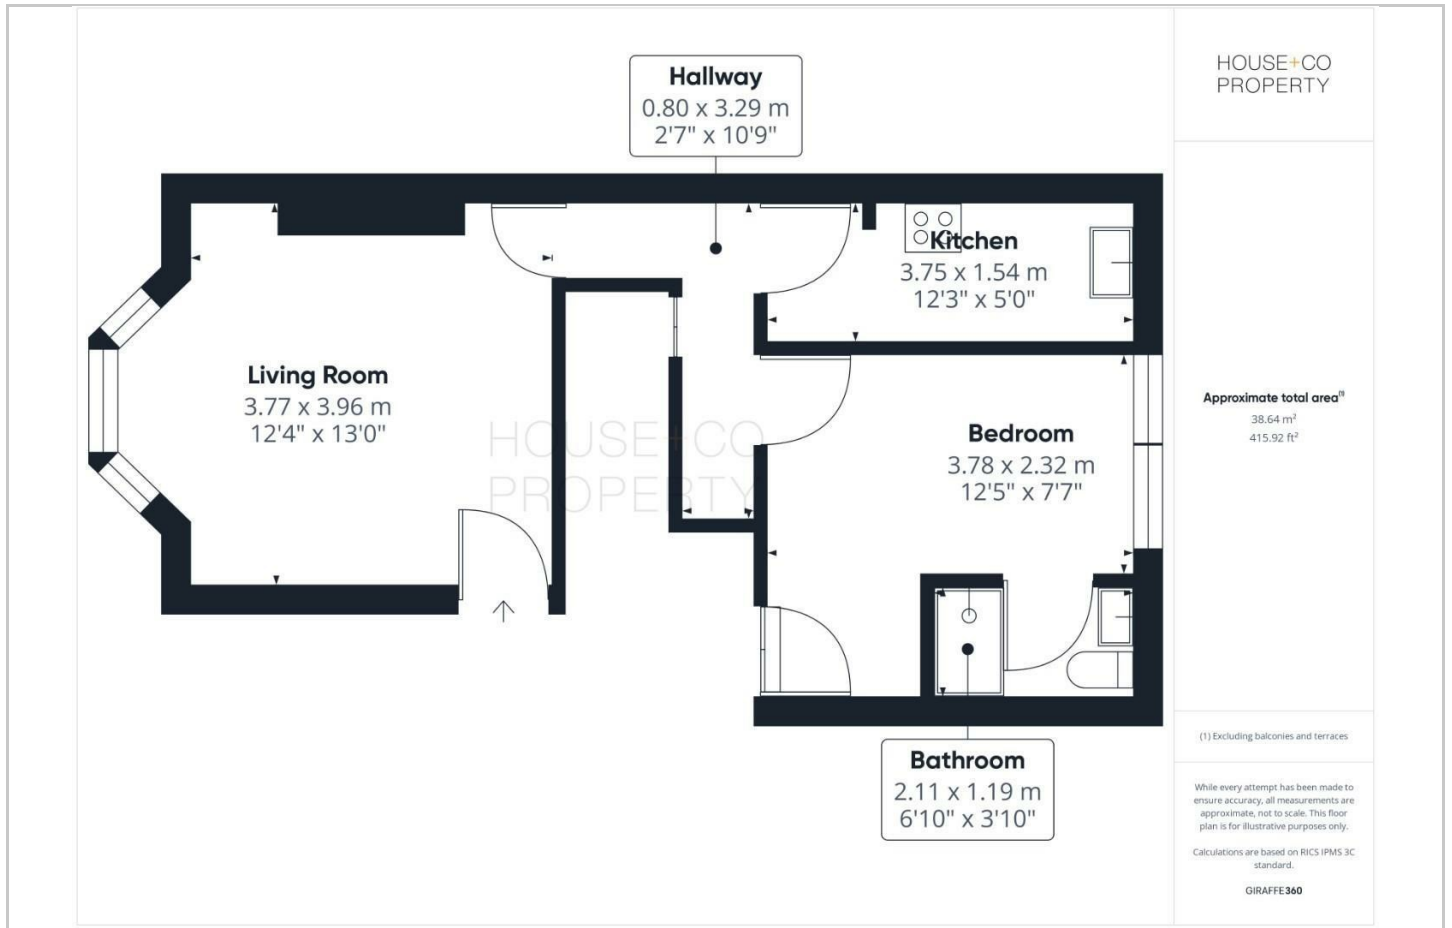 Hallway
0.80 x 3.29 m
2'7" x 10'9"
Kitchen
3.75 x 1.54 m
12'3" x 5'0"
Living Room
3.77 x 3.96 m
12'4" x 13'0"
HOUSE+CO
PROPERTY
Bedroom
3.78 x 2.32 m
12'5" x 7'7"
Bathroom
2.11 x 1.19 m
6'10" x 3'10"
HOUSE+CO
PROPERTY
Approximate total area(1)
38.64 m²
415.92 ft²
(1) Excluding balconies and terraces
While every attempt has been made to
ensure accuracy, all measurements are
approximate, not to scale. This floor
plan is for illustrative purposes only.
Calculations are based on RICS IPMS 3C
standard.
GIRAFFE360